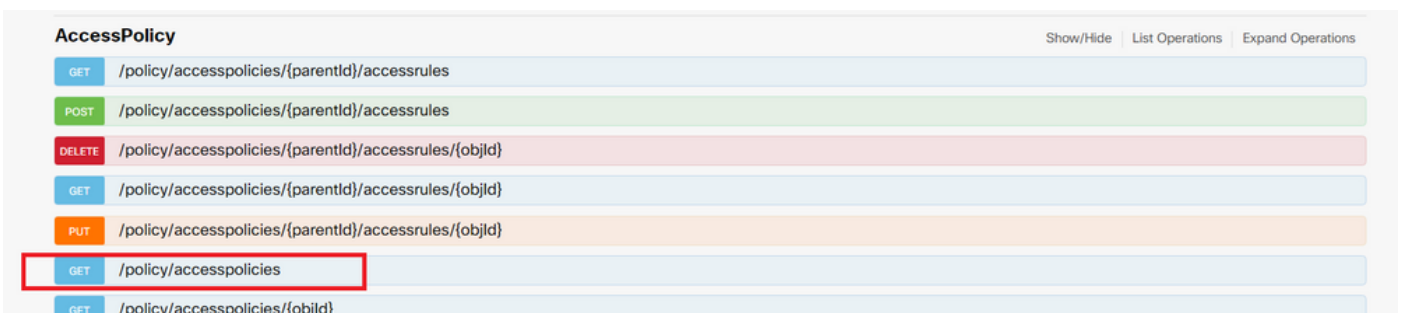 AccessPolicy Show/Hide List Operations Expand Operations
GET /policy/accesspolicies/{parentId}/accessrules
POST /policy/accesspolicies/{parentId}/accessrules
DELETE /policy/accesspolicies/{parentId}/accessrules/{objId}
GET /policy/accesspolicies/{parentId}/accessrules/{objId}
PUT /policy/accesspolicies/{parentId}/accessrules/{objId}
GET /policy/accesspolicies
GET /policy/accesspolicies/{objId}